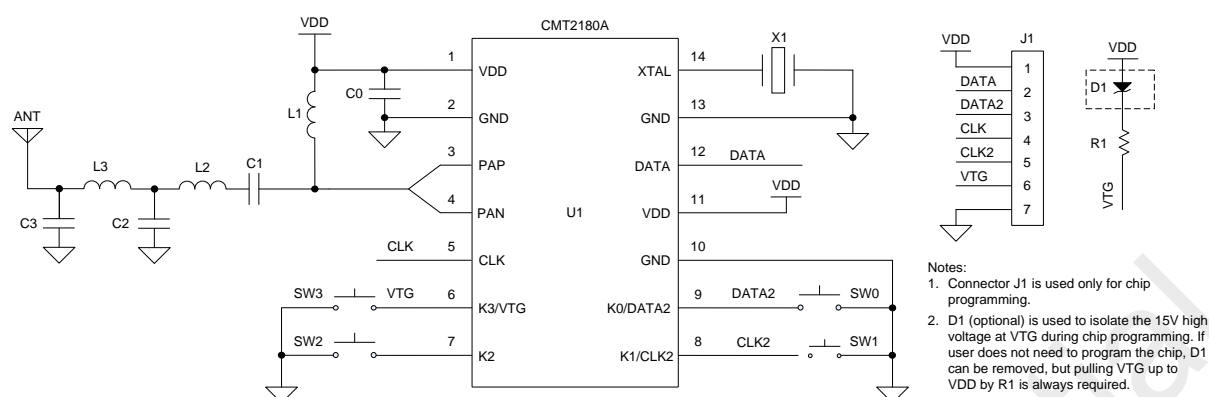 CMT2180A
VDD
1
VDD
C0
L1
2
GND
ANT
3
PAP
L3
L2
C1
4
PAN
C3
C2
U1
CLK
5
CLK
SW3
VTG
6
K3/VTG
SW2
7
K2
X1
14
XTAL
13
GND
12
DATA
DATA
VDD
11
VDD
10
GND
9
DATA2
SW0
K0/DATA2
8
CLK2
SW1
K1/CLK2
VDD
J1
1
DATA
2
DATA2
3
CLK
4
CLK2
5
VTG
6
7
VDD
D1
R1
VTG
Notes:
1. Connector J1 is used only for chip
programming.
2. D1 (optional) is used to isolate the 15V high
voltage at VTG during chip programming. If
user does not need to program the chip, D1
can be removed, but pulling VTG up to
VDD by R1 is always required.